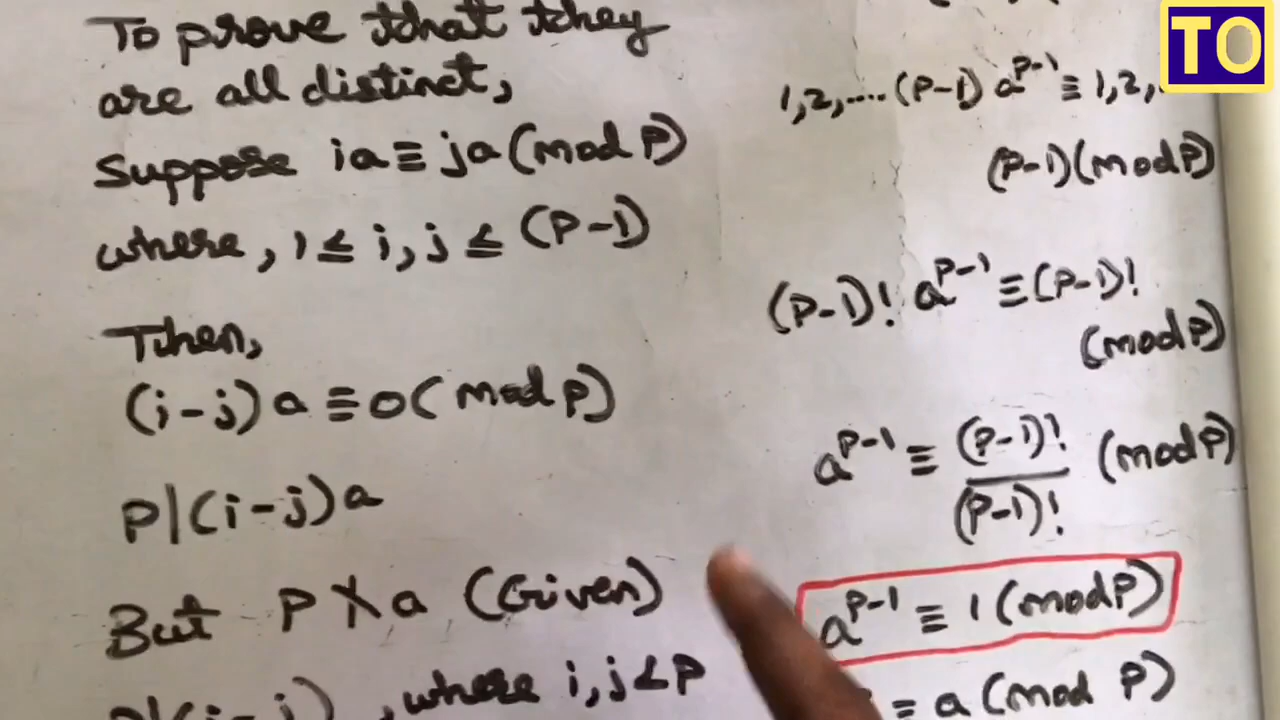 To prove that they
are all distinct,
Suppose ia ≡ ja (mod P)
where, 1 ≤ i, j ≤ (P-1)
Then,
(i-j) a ≡ 0 (mod p)
P|(i-j)a
But P∤a (Given)
P|(i-j), where i,j<P
TO
1,2,....(P-1) a^{P-1} ≡ 1,2,
(P-1)(mod P)
(P-1)! a^{P-1} ≡ (P-1)!
(mod P)
a^{P-1} ≡ (P-1)!/(P-1)! (mod P)
a^{P-1} ≡ 1 (mod P)
≡ a (mod P)